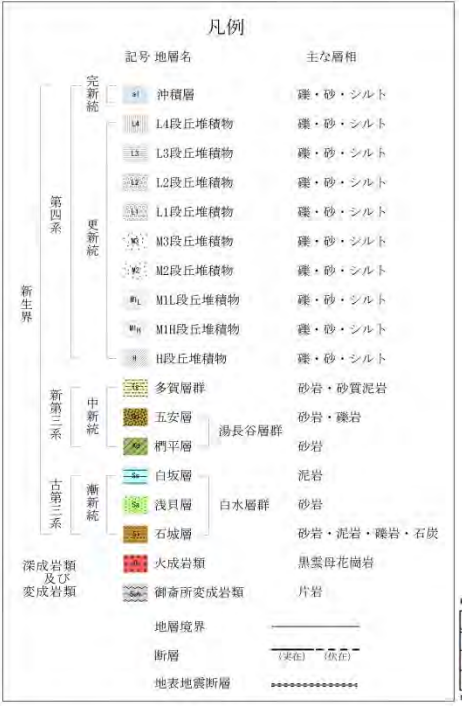 凡例
記号 地層名 主な層相
新生界
第四系
完新統
al 沖積層 礫・砂・シルト
更新統
L4 L4段丘堆積物 礫・砂・シルト
L3 L3段丘堆積物 礫・砂・シルト
L2 L2段丘堆積物 礫・砂・シルト
L1 L1段丘堆積物 礫・砂・シルト
M3 M3段丘堆積物 礫・砂・シルト
M2 M2段丘堆積物 礫・砂・シルト
M1L M1L段丘堆積物 礫・砂・シルト
M1H M1H段丘堆積物 礫・砂・シルト
H H段丘堆積物 礫・砂・シルト
新第三系
中新統
多賀層群 砂岩・砂質泥岩
五安層 砂岩・礫岩
湯長谷層群
椚平層 砂岩
古第三系
漸新統
白坂層 泥岩
浅貝層 砂岩
白水層群
石城層 砂岩・泥岩・礫岩・石炭
深成岩類
及び
変成岩類
火成岩類 黒雲母花崗岩
御斎所変成岩類 片岩
地層境界
断層 (実在) (伏在)
地表地震断層